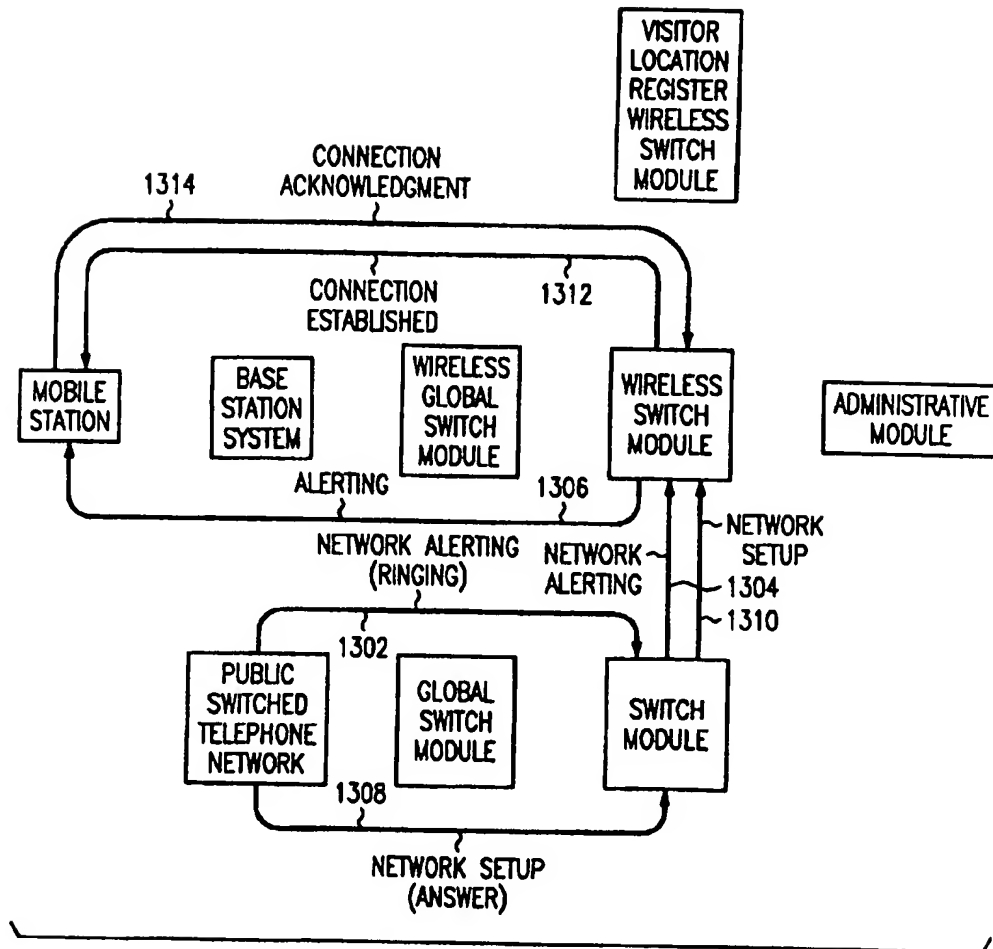 VISITOR
LOCATION
REGISTER
WIRELESS
SWITCH
MODULE
CONNECTION
ACKNOWLEDGMENT
1314
CONNECTION
ESTABLISHED
1312
MOBILE
STATION
BASE
STATION
SYSTEM
WIRELESS
GLOBAL
SWITCH
MODULE
WIRELESS
SWITCH
MODULE
ADMINISTRATIVE
MODULE
ALERTING
1306
NETWORK ALERTING
(RINGING)
NETWORK
ALERTING
NETWORK
SETUP
1304
1310
1302
PUBLIC
SWITCHED
TELEPHONE
NETWORK
GLOBAL
SWITCH
MODULE
SWITCH
MODULE
1308
NETWORK SETUP
(ANSWER)